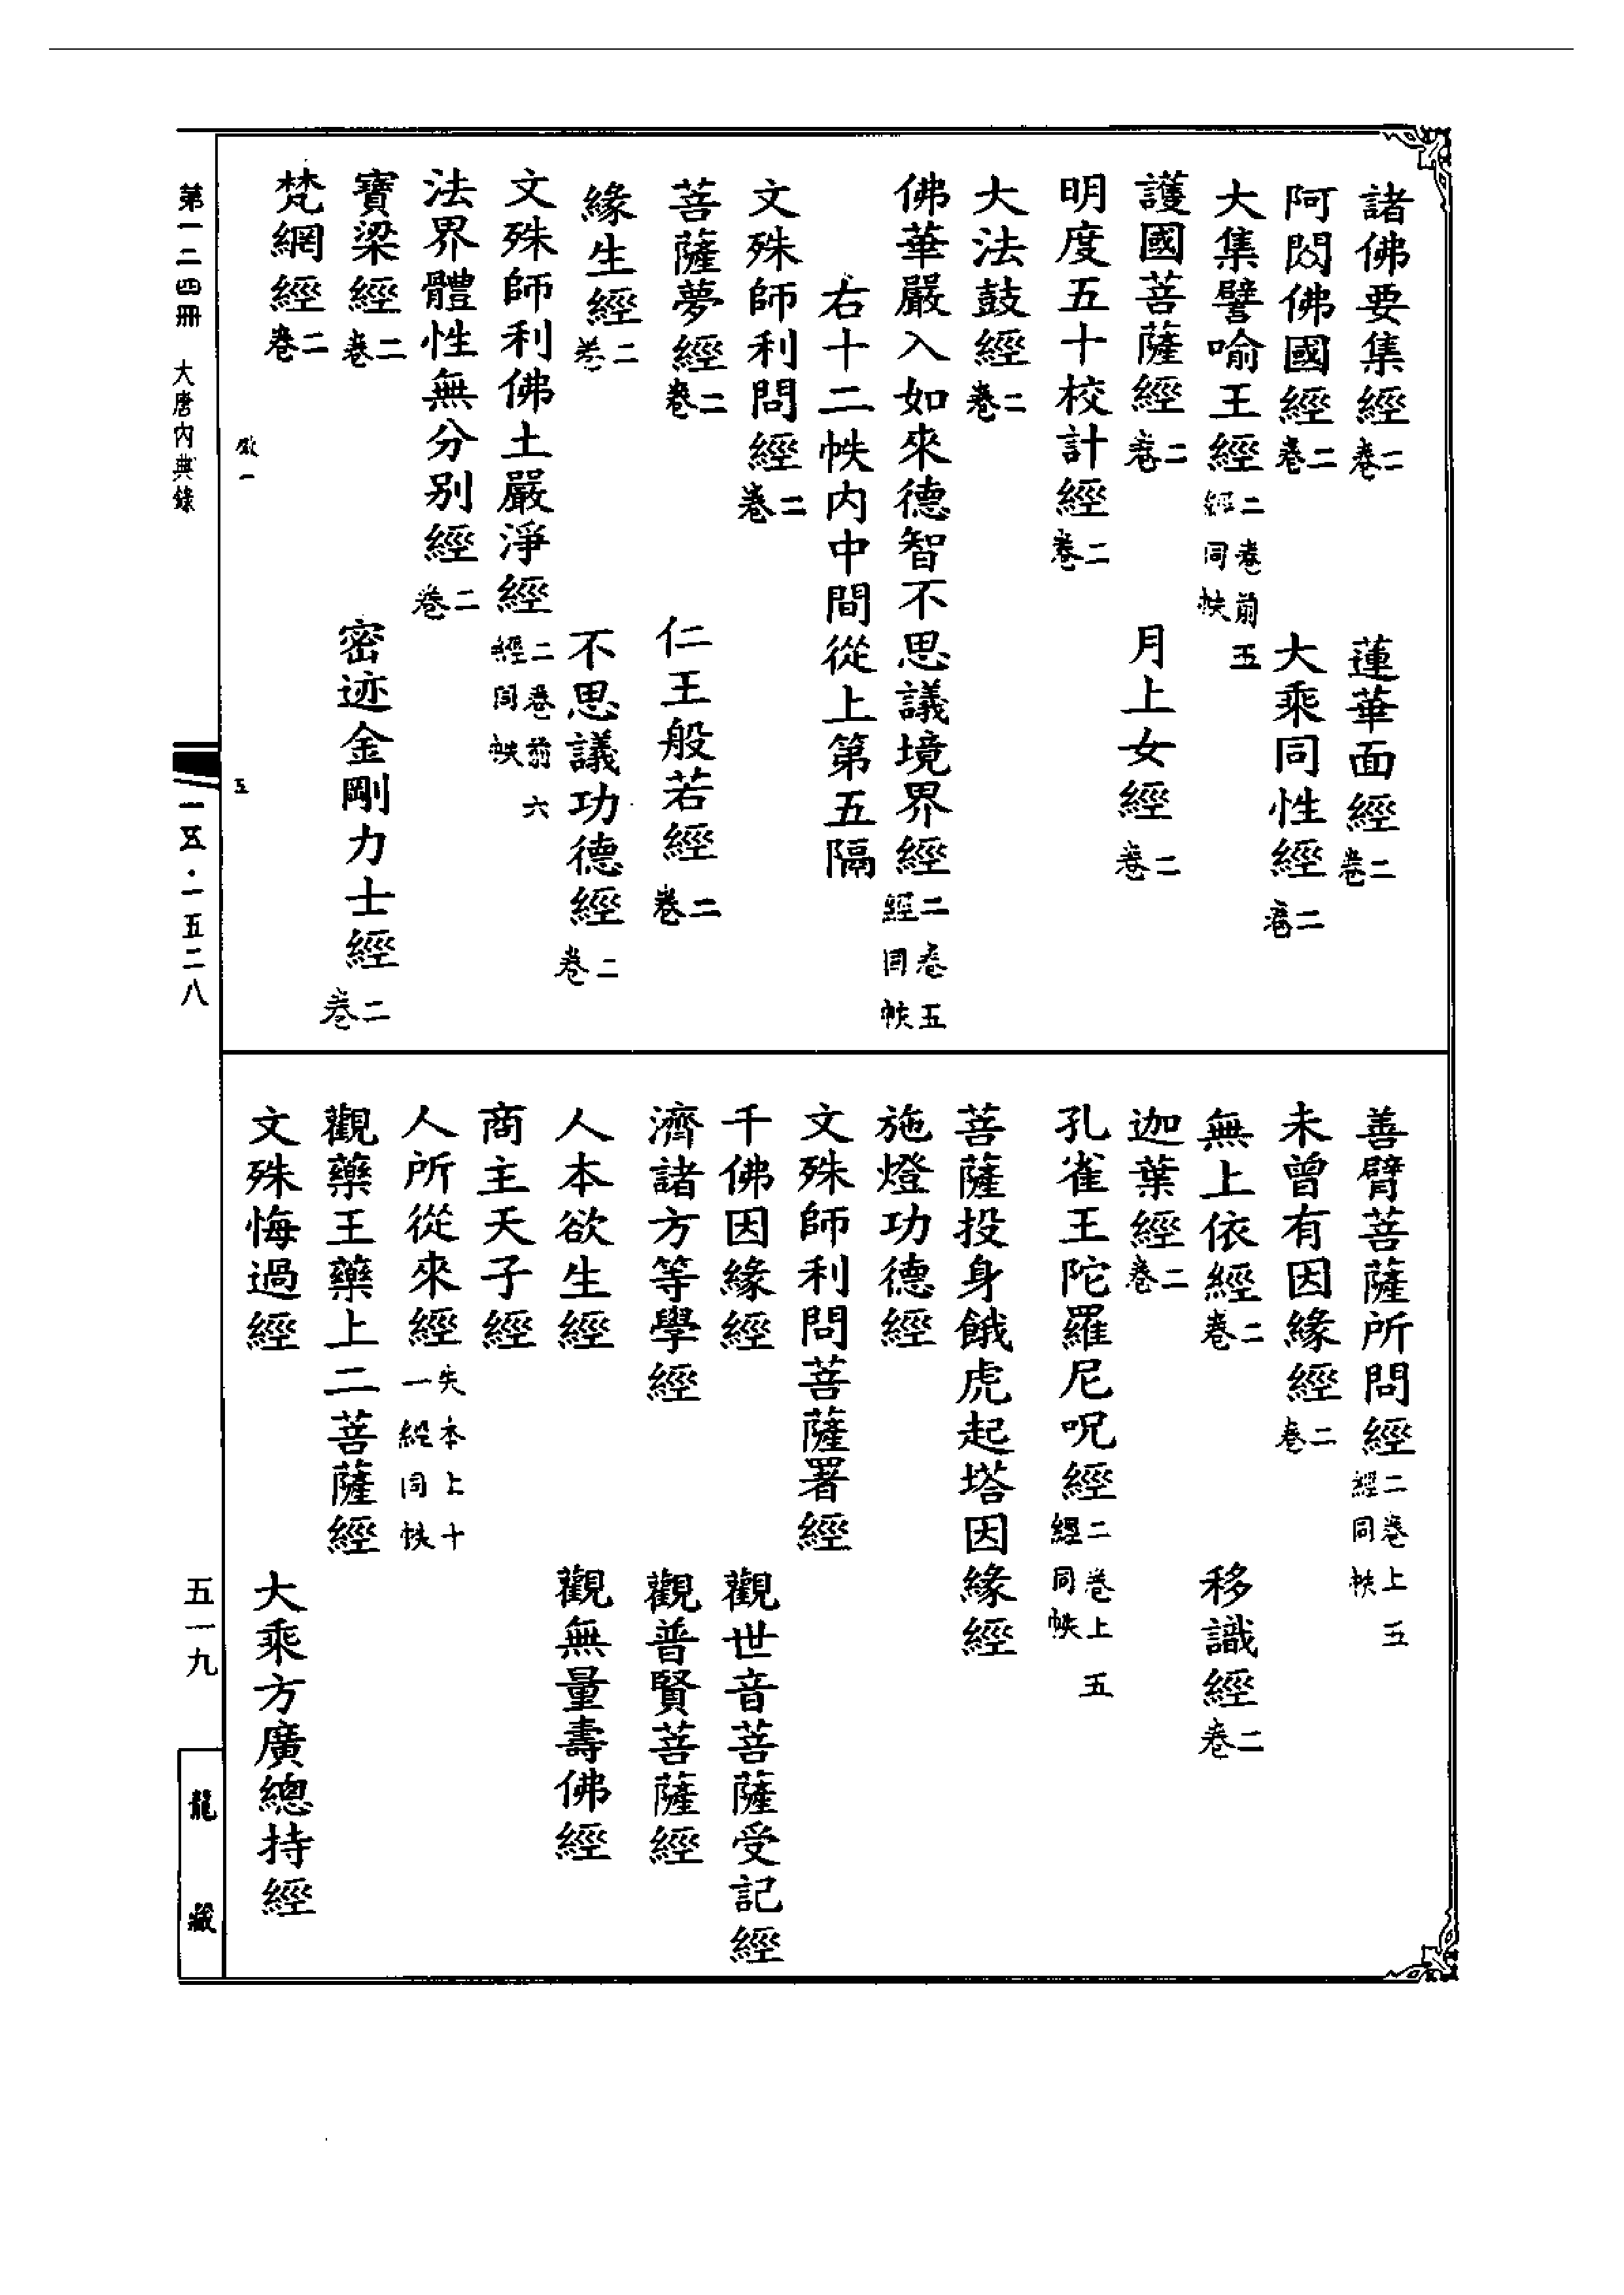 諸佛要集經二卷　蓮華面經二卷
阿閦佛國經二卷　大乘同性經二卷
大集譬喻王經二卷前五經同帙
護國菩薩經二卷　月上女經二卷
明度五十校計經二卷
大法鼓經二卷
佛華嚴入如來德智不思議境界經二卷五經同帙
右十二帙內中間從上第五隔
文殊師利問經二卷
菩薩夢經二卷　仁王般若經二卷
緣生經二卷　不思議功德經二卷
文殊師利佛土嚴淨經二卷前六經同帙
法界體性無分別經二卷
寶梁經二卷　密迹金剛力士經二卷
梵網經二卷
善臂菩薩所問經二卷上五經同帙
未曾有因緣經二卷
無上依經二卷　移識經二卷
迦葉經二卷
孔雀王陀羅尼呪經二卷上五經同帙
菩薩投身餓虎起塔因緣經
施燈功德經
文殊師利問菩薩署經
千佛因緣經　觀世音菩薩受記經
濟諸方等學經　觀普賢菩薩經
人本欲生經　觀無量壽佛經
商主天子經
人所從來經失本上十一經同帙
觀藥王藥上二菩薩經
文殊悔過經　大乘方廣總持經
第一二四冊　大唐內典錄
一五·一五二八
五一九
龍藏
一
五